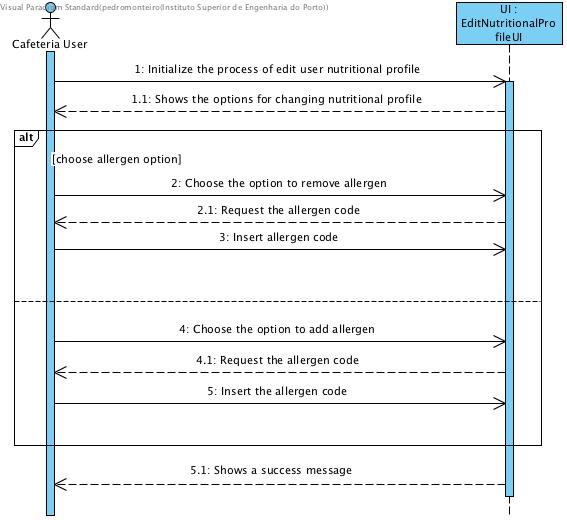 Visual Paradigm Standard(pedromonteiro(Instituto Superior de Engenharia do Porto))
UI :
EditNutritionalPro
fileUI
Cafeteria User
1: Initialize the process of edit user nutritional profile
1.1: Shows the options for changing nutritional profile
alt
[choose allergen option]
2: Choose the option to remove allergen
2.1: Request the allergen code
3: Insert allergen code
4: Choose the option to add allergen
4.1: Request the allergen code
5: Insert the allergen code
5.1: Shows a success message